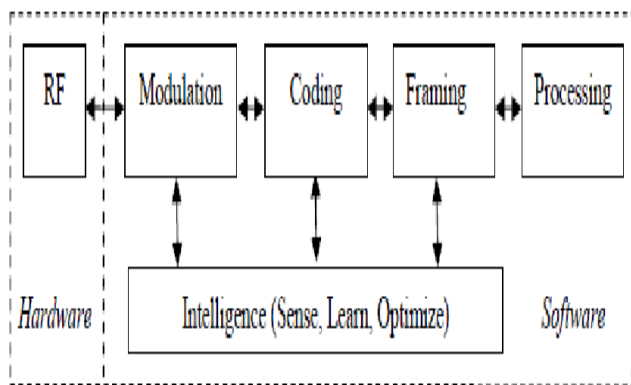 RF
Modulation
Coding
Framing
Processing
Hardware
Intelligence (Sense, Learn, Optimize)
Software